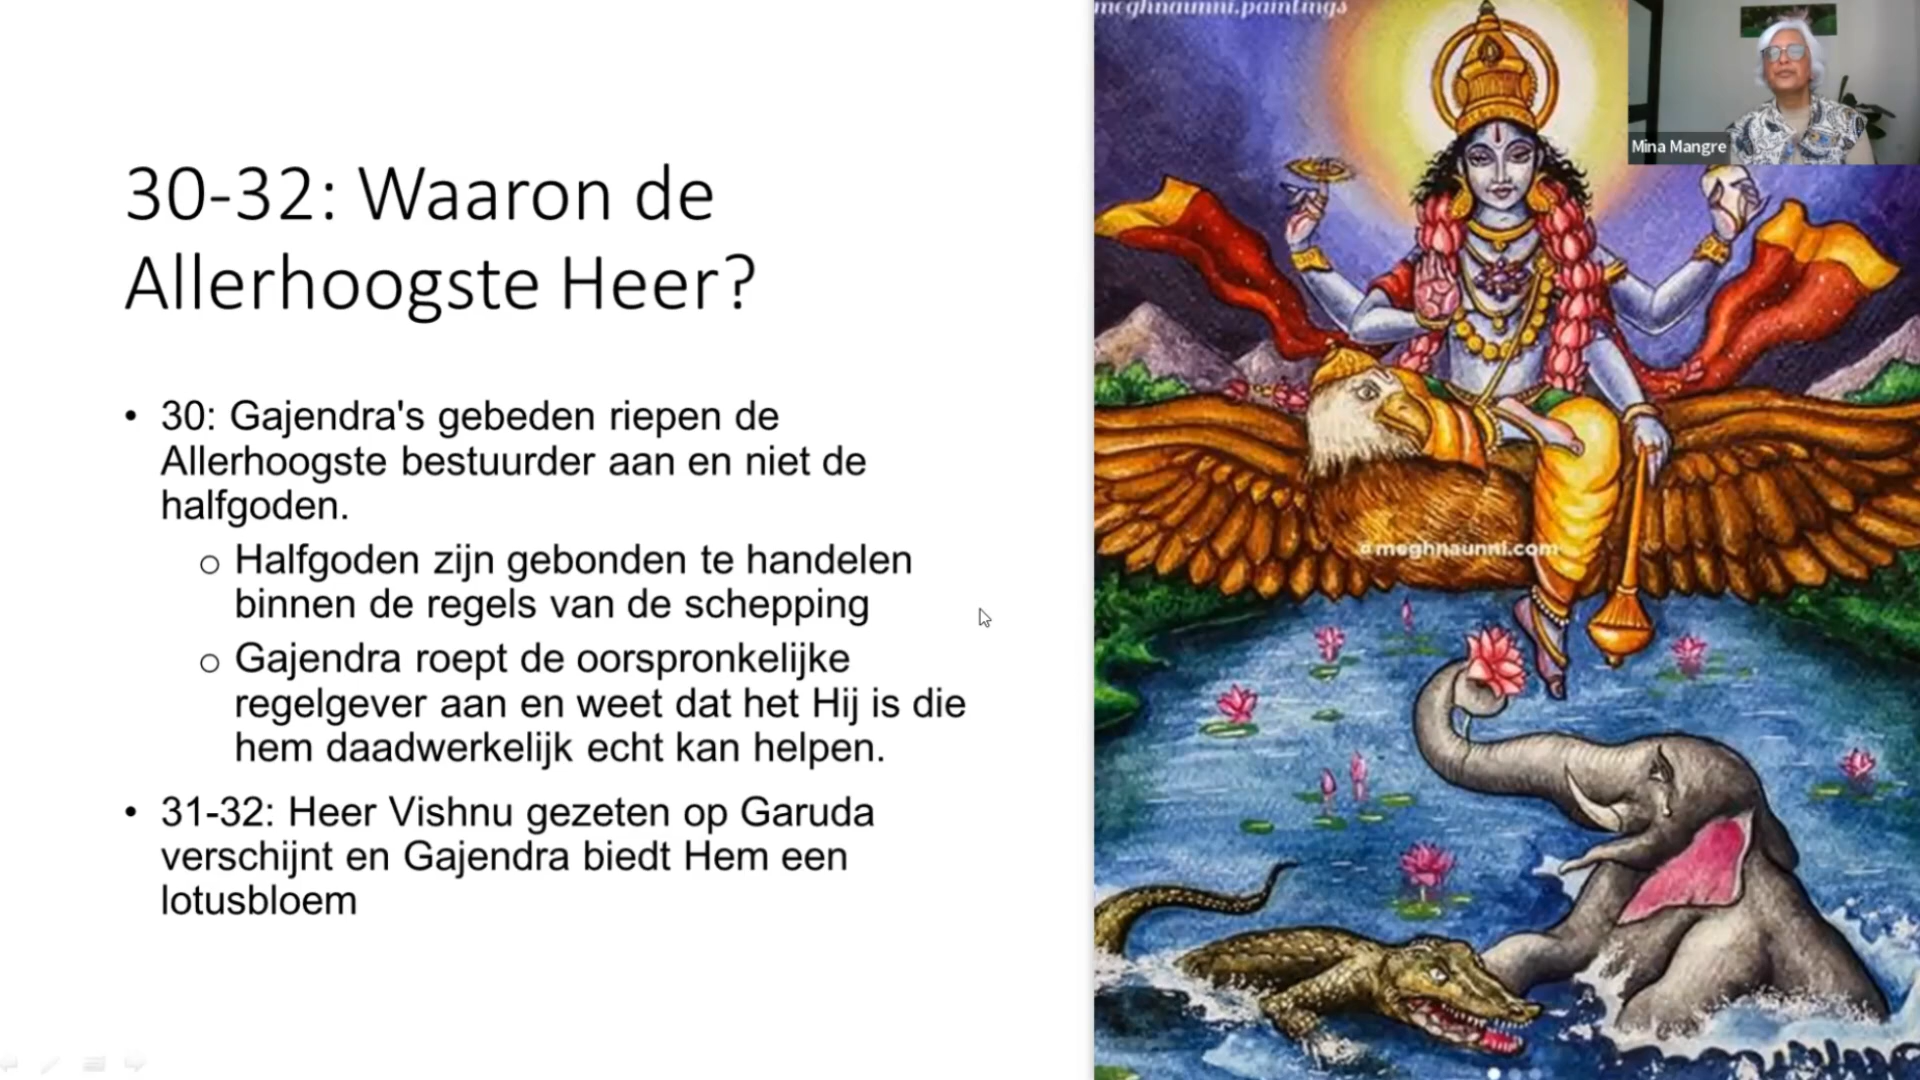 meghnaunni.paintings
Mina Mangre
30-32: Waaron de
Allerhoogste Heer?
• 30: Gajendra's gebeden riepen de
Allerhoogste bestuurder aan en niet de
halfgoden.
o Halfgoden zijn gebonden te handelen
binnen de regels van de schepping
o Gajendra roept de oorspronkelijke
regelgever aan en weet dat het Hij is die
hem daadwerkelijk echt kan helpen.
• 31-32: Heer Vishnu gezeten op Garuda
verschijnt en Gajendra biedt Hem een
lotusbloem
@meghnaunni.com